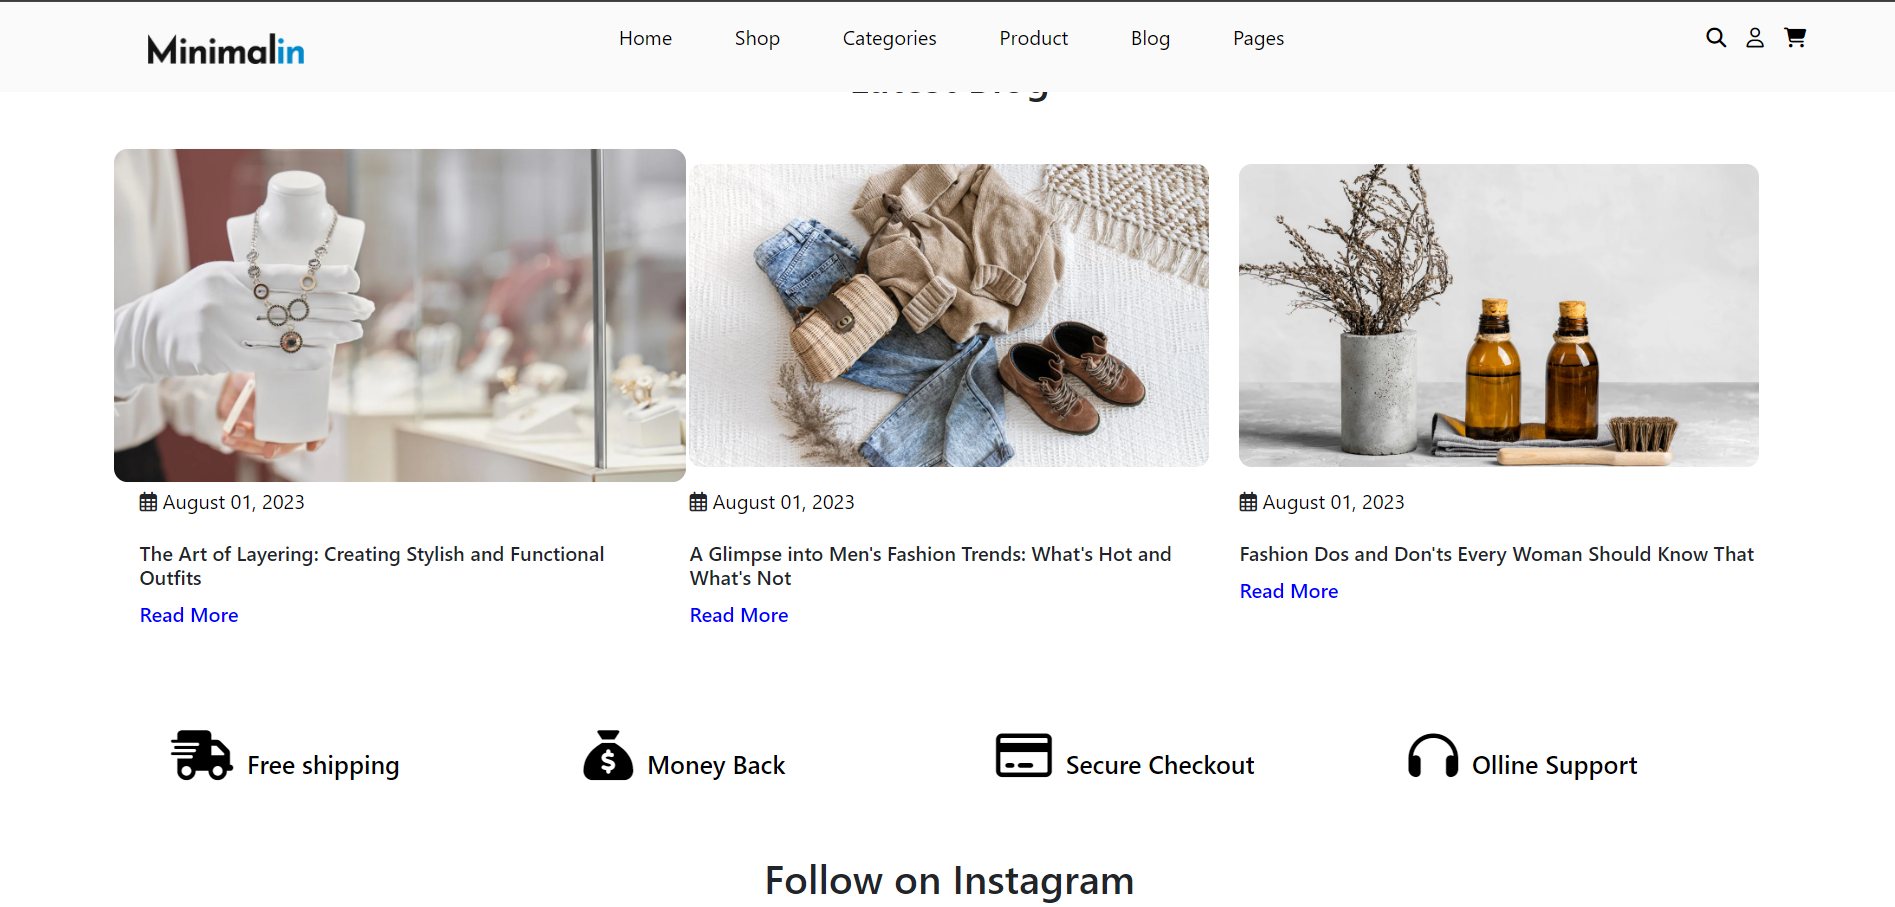 Minimalin
Home Shop Categories Product Blog Pages
Latest Blog
August 01, 2023
The Art of Layering: Creating Stylish and Functional
Outfits
Read More
August 01, 2023
A Glimpse into Men's Fashion Trends: What's Hot and
What's Not
Read More
August 01, 2023
Fashion Dos and Don'ts Every Woman Should Know That
Read More
Free shipping
Money Back
Secure Checkout
Olline Support
Follow on Instagram